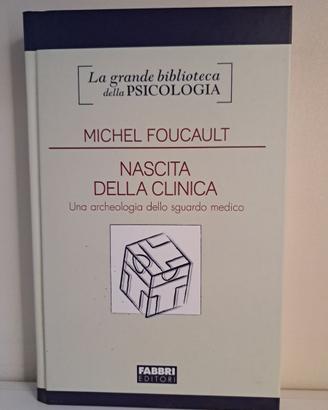 La grande biblioteca
della PSICOLOGIA
MICHEL FOUCAULT
NASCITA
DELLA CLINICA
Una archeologia dello sguardo medico
FABBRI
EDITORI